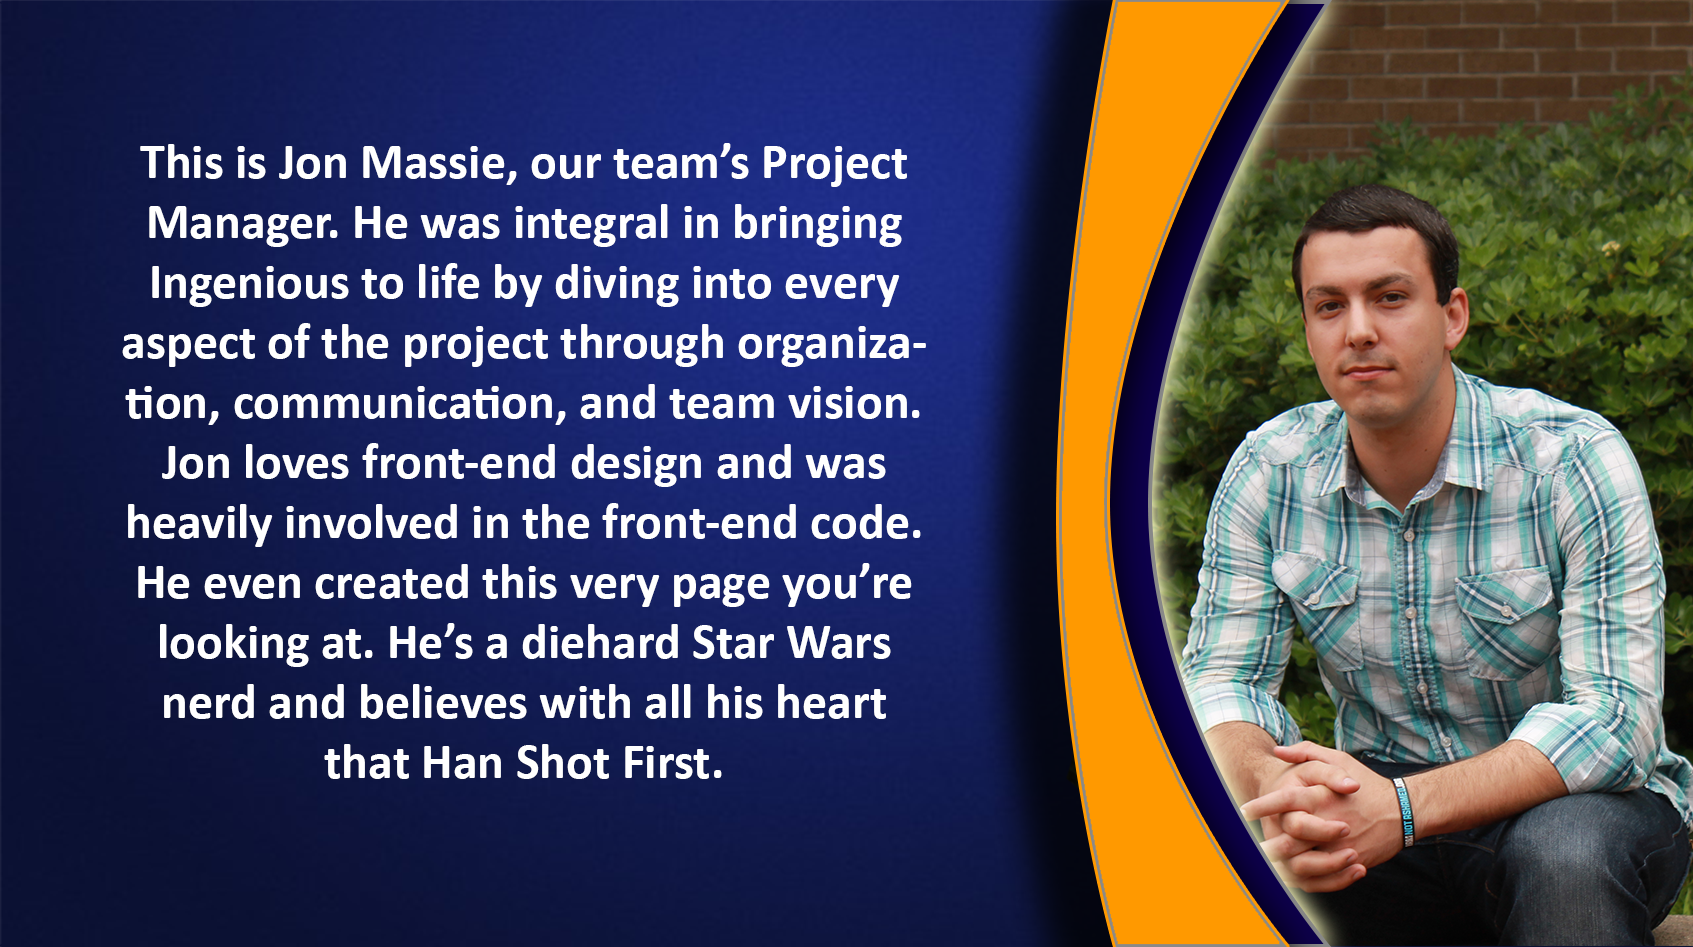 This is Jon Massie, our team’s Project
Manager. He was integral in bringing
Ingenious to life by diving into every
aspect of the project through organiza-
tion, communication, and team vision.
Jon loves front-end design and was
heavily involved in the front-end code.
He even created this very page you’re
looking at. He’s a diehard Star Wars
nerd and believes with all his heart
that Han Shot First.
NOT ASHAMED